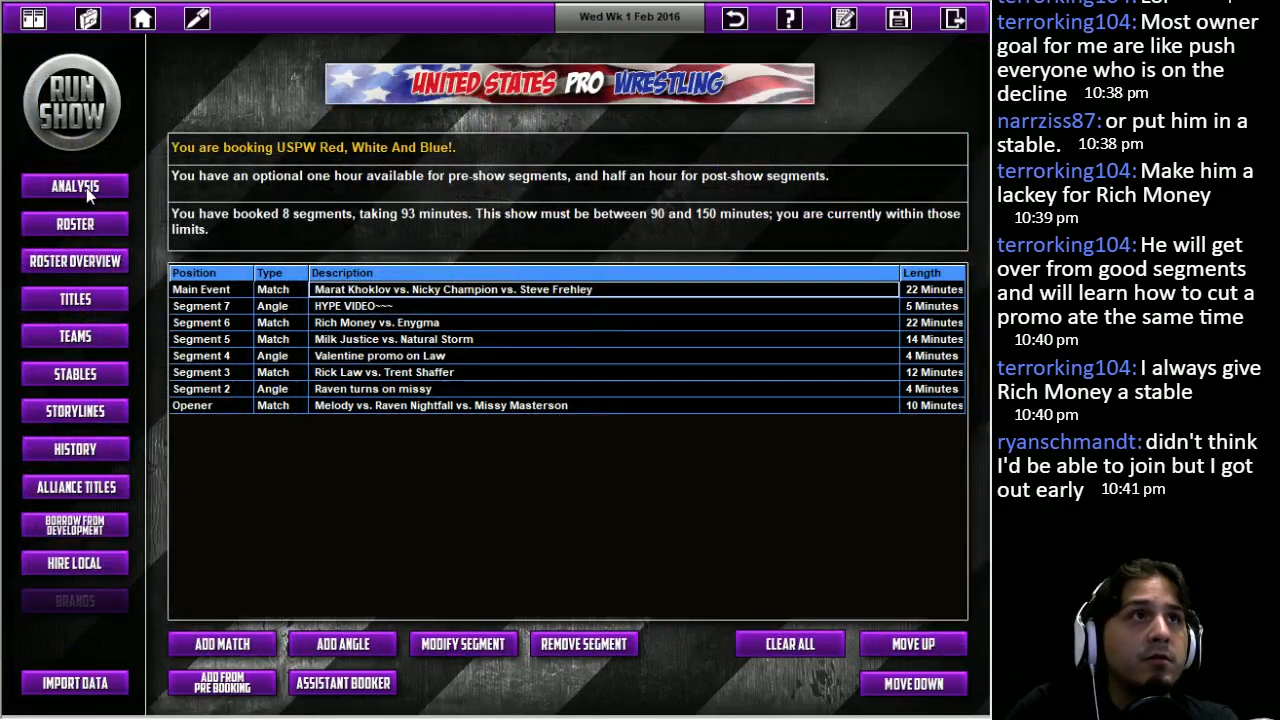 Wed Wk 1 Feb 2016
RUN
SHOW
UNITED STATES PRO WRESTLING
You are booking USPW Red, White And Blue!.
You have an optional one hour available for pre-show segments, and half an hour for post-show segments.
You have booked 8 segments, taking 93 minutes. This show must be between 90 and 150 minutes; you are currently within those
limits.
ANALYSIS
ROSTER
ROSTER OVERVIEW
TITLES
TEAMS
STABLES
STORYLINES
HISTORY
ALLIANCE TITLES
BORROW FROM
DEVELOPMENT
HIRE LOCAL
BRANDS
IMPORT DATA
Position Type Description Length
Main Event Match Marat Khoklov vs. Nicky Champion vs. Steve Frehley 22 Minutes
Segment 7 Angle HYPE VIDEO~~~ 5 Minutes
Segment 6 Match Rich Money vs. Enygma 22 Minutes
Segment 5 Match Milk Justice vs. Natural Storm 14 Minutes
Segment 4 Angle Valentine promo on Law 4 Minutes
Segment 3 Match Rick Law vs. Trent Shaffer 12 Minutes
Segment 2 Angle Raven turns on missy 4 Minutes
Opener Match Melody vs. Raven Nightfall vs. Missy Masterson 10 Minutes
ADD MATCH ADD ANGLE MODIFY SEGMENT REMOVE SEGMENT CLEAR ALL MOVE UP
ADD FROM
PRE BOOKING
ASSISTANT BOOKER MOVE DOWN
terrorking104: Most owner
goal for me are like push
everyone who is on the
decline 10:38 pm
narrziss87: or put him in a
stable. 10:38 pm
terrorking104: Make him a
lackey for Rich Money
10:39 pm
terrorking104: He will get
over from good segments
and will learn how to cut a
promo ate the same time
10:40 pm
terrorking104: I always give
Rich Money a stable
10:40 pm
ryanschmandt: didn't think
I'd be able to join but I got
out early 10:41 pm